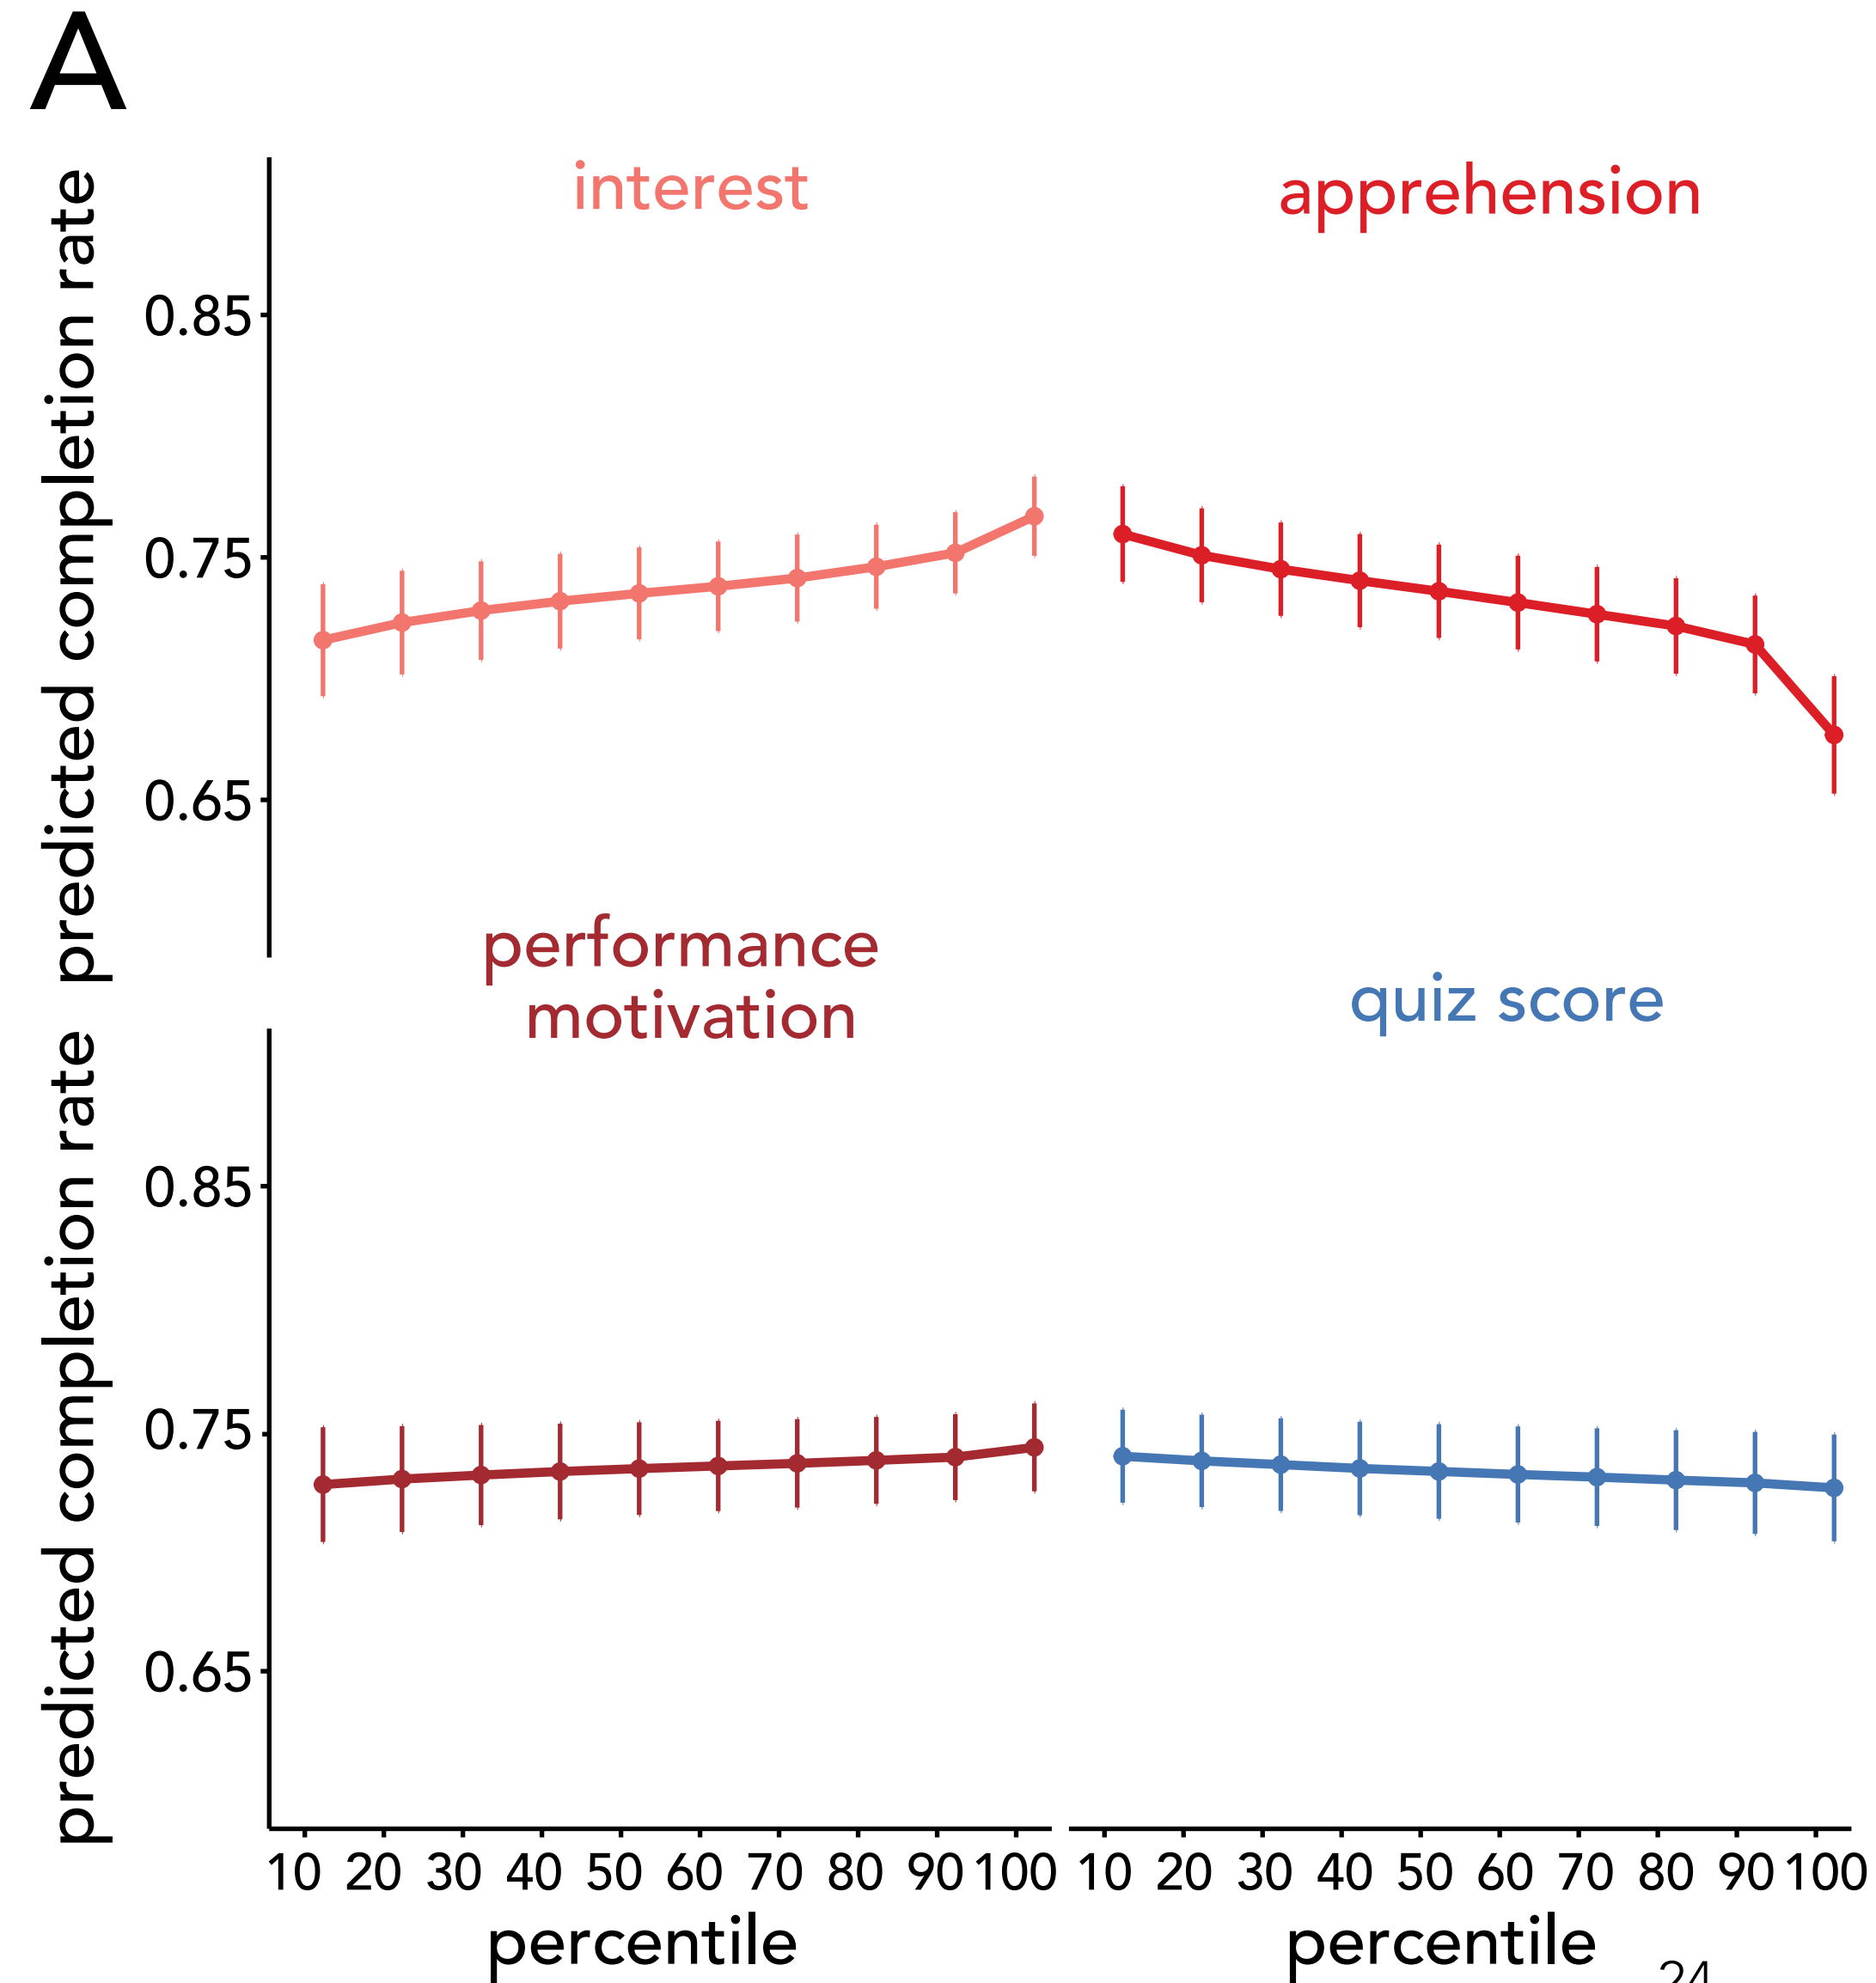 A
interest
apprehension
predicted completion rate
0.85
0.75
0.65
performance
motivation
quiz score
predicted completion rate
0.85
0.75
0.65
10 20 30 40 50 60 70 80 90 100
10 20 30 40 50 60 70 80 90 100
percentile
percentile
24